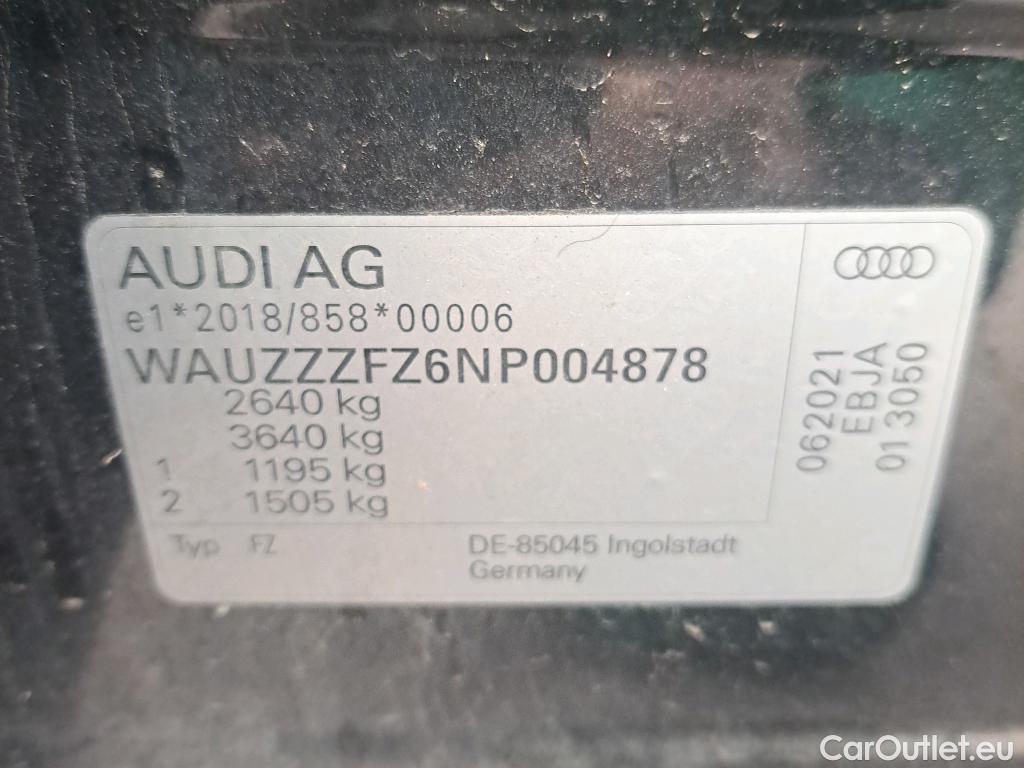 AUDI AG
e1*2018/858*00006
WAUZZZFZ6NP004878
2640 kg
3640 kg
1 1195 kg
2 1505 kg
Typ FZ
DE-85045 Ingolstadt
Germany
062021
EBJA
013050
CarOutlet.eu